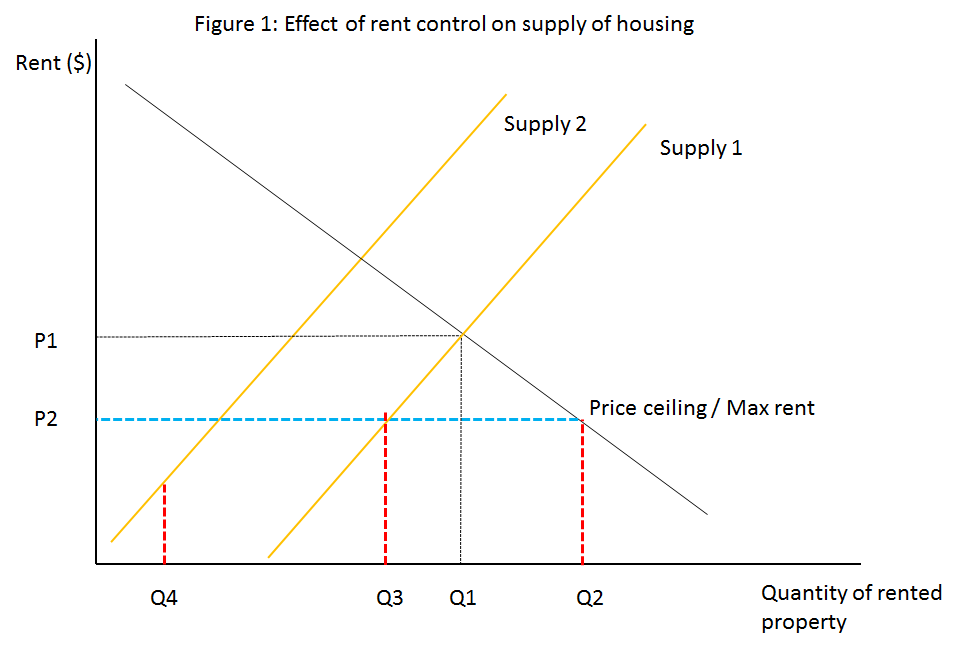 Figure 1: Effect of rent control on supply of housing
Rent ($)
Supply 2
Supply 1
P1
P2
Price ceiling / Max rent
Q4
Q3
Q1
Q2
Quantity of rented
property